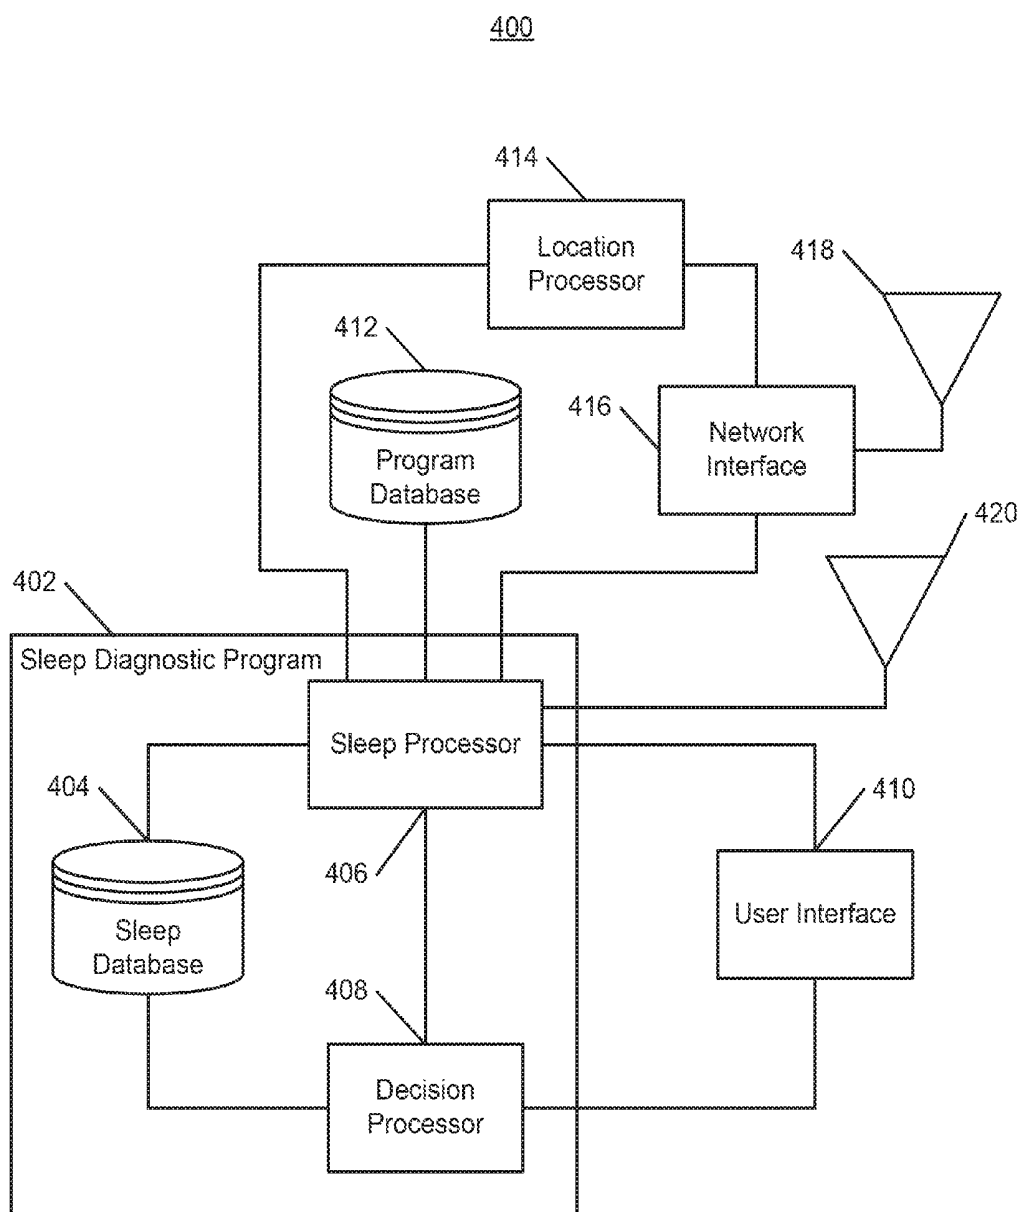 400
414
Location
Processor
418
412
416
Network
Interface
Program
Database
420
402
Sleep Diagnostic Program
Sleep Processor
404
410
406
User Interface
Sleep
Database
408
Decision
Processor